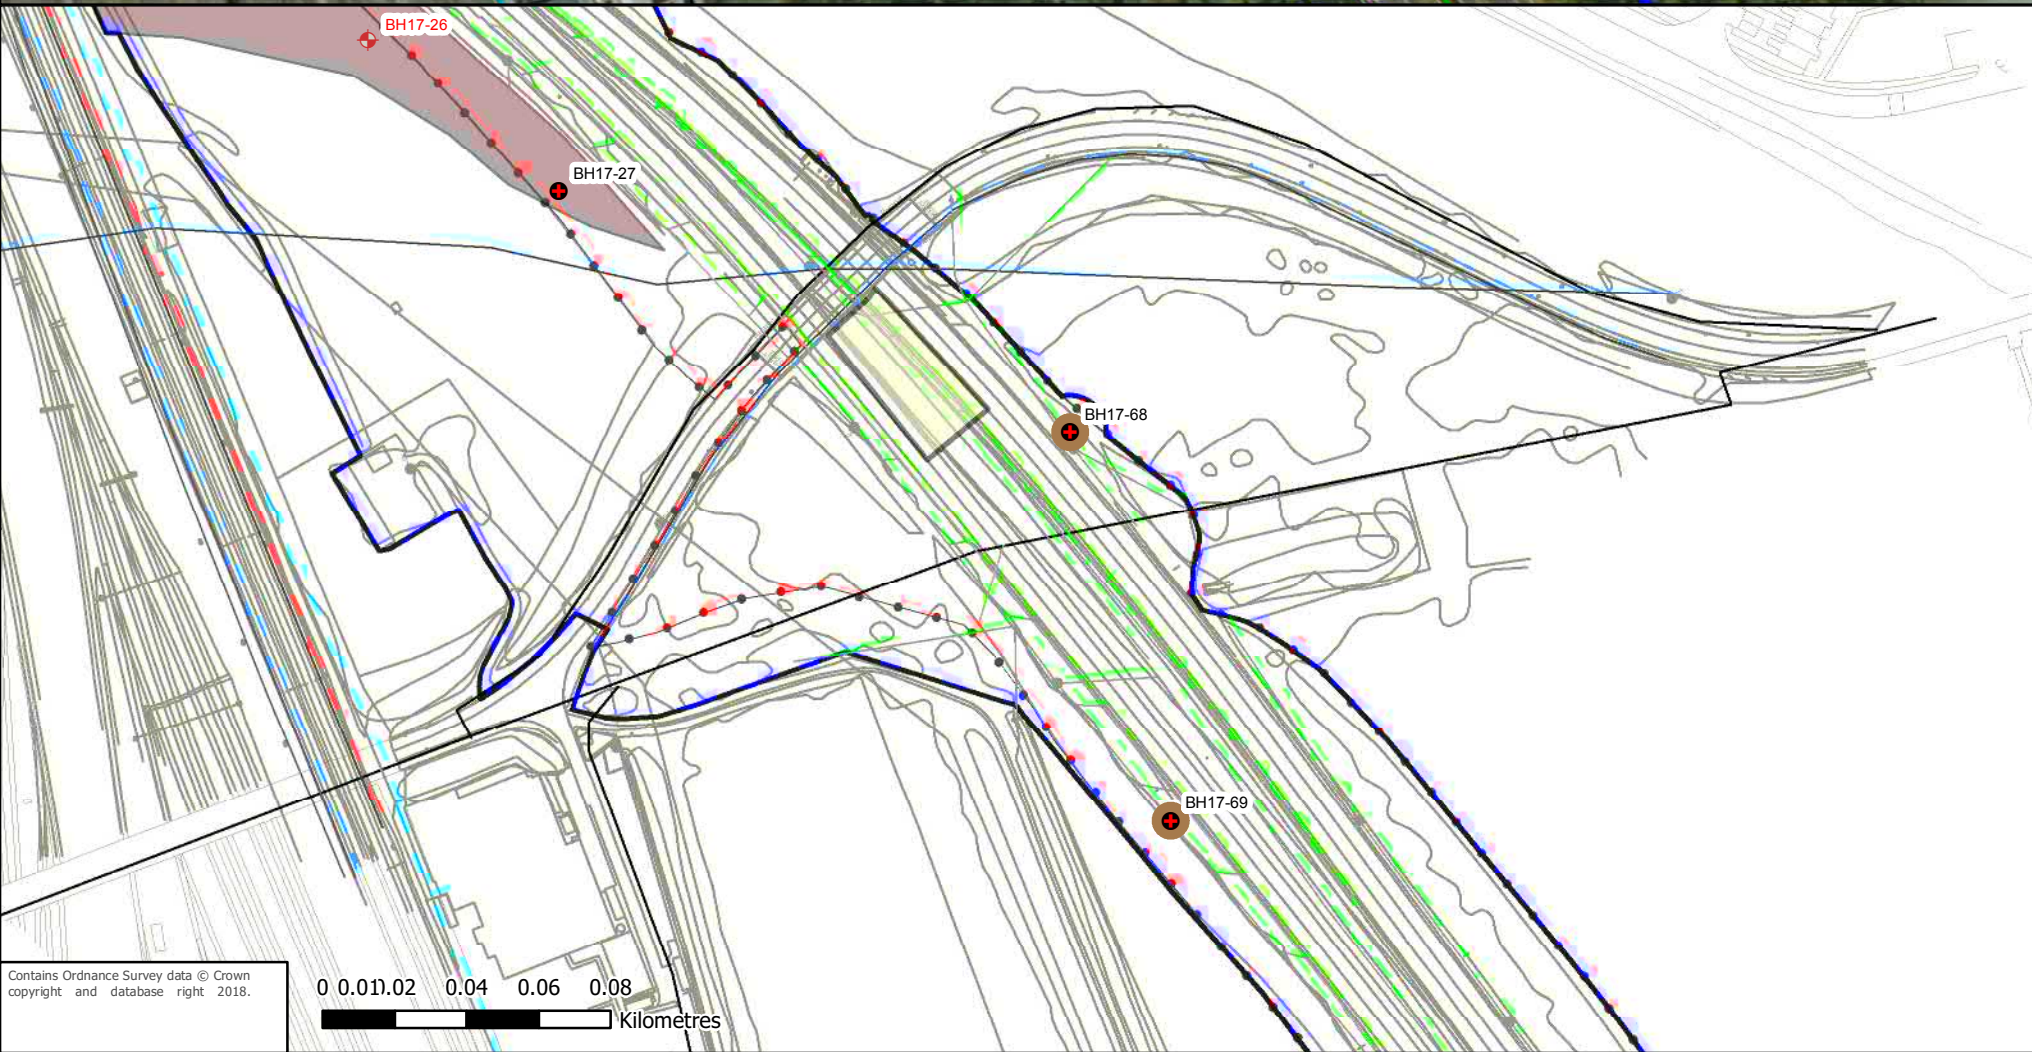 BH17-26
BH17-27
BH17-68
BH17-69
Contains Ordnance Survey data © Crown
copyright and database right 2018.
0 0.01 0.02 0.04 0.06 0.08
Kilometres